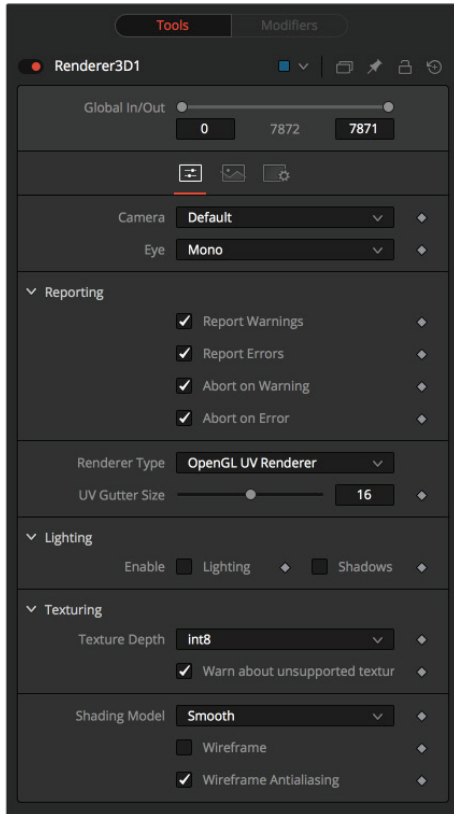 Tools Modifiers
Renderer3D1
Global In/Out
0 7872 7871
Camera Default
Eye Mono
Reporting
Report Warnings
Report Errors
Abort on Warning
Abort on Error
Renderer Type OpenGL UV Renderer
UV Gutter Size 16
Lighting
Enable Lighting Shadows
Texturing
Texture Depth int8
Warn about unsupported textur
Shading Model Smooth
Wireframe
Wireframe Antialiasing